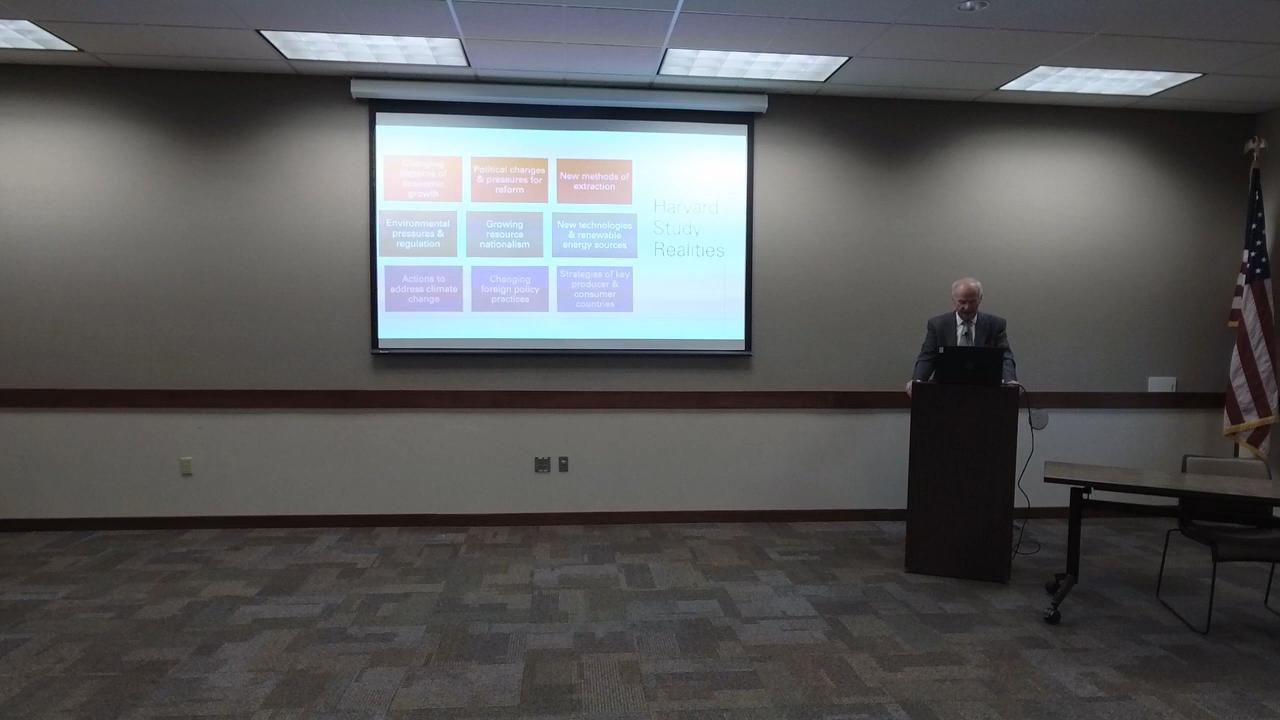 Changing
patterns of
economic
growth
Political changes
& pressures for
reform
New methods of
extraction
Environmental
pressures &
regulation
Growing
resource
nationalism
New technologies
& renewable
energy sources
Actions to
address climate
change
Changing
foreign policy
practices
Strategies of key
producer &
consumer
countries
Harvard
Study
Realities